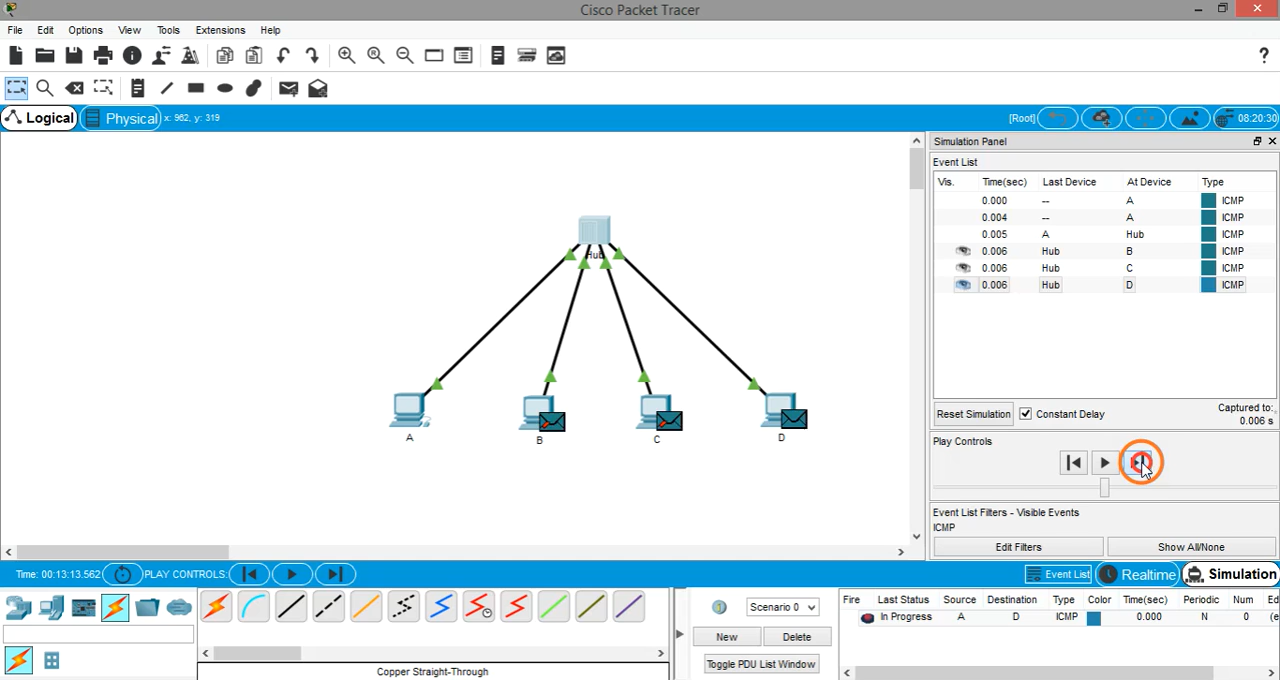 Cisco Packet Tracer
File Edit Options View Tools Extensions Help
Logical Physical x: 962, y: 319 [Root] 08:20:30
Simulation Panel
Event List
Vis. Time(sec) Last Device At Device Type
0.000 -- A ICMP
0.004 -- A ICMP
0.005 A Hub ICMP
0.006 Hub B ICMP
0.006 Hub C ICMP
0.006 Hub D ICMP
Hub
A B C D
Reset Simulation Constant Delay Captured to:
0.006 s
Play Controls
Event List Filters - Visible Events
ICMP
Edit Filters Show All/None
Time: 00:13:13.562 PLAY CONTROLS: Event List Realtime Simulation
Scenario 0
New Delete
Toggle PDU List Window
Fire Last Status Source Destination Type Color Time(sec) Periodic Num Edit
In Progress A D ICMP 0.000 N 0 (e
Copper Straight-Through